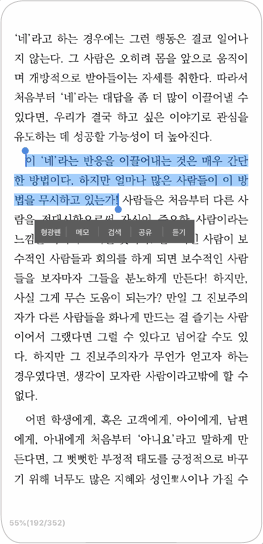 ‘네’라고 하는 경우에는 그런 행동은 결코 일어나
지 않는다. 그 사람은 오히려 몸을 앞으로 움직이
며 개방적으로 받아들이는 자세를 취한다. 따라서
처음부터 ‘네’라는 대답을 좀 더 많이 이끌어낼 수
있다면, 우리가 결국 하고 싶은 이야기로 관심을
유도하는 데 성공할 가능성이 더 높아진다.
이 ‘네’라는 반응을 이끌어내는 것은 매우 간단
한 방법이다. 하지만 얼마나 많은 사람들이 이 방
법을 무시하고 있는가! 사람들은 처음부터 다른 사
람을 사람이라는
형광펜 메모 검색 공유 듣기
느낌 사람이 보
수적인 사람들과 회의를 하게 되면 보수적인 사람
들을 보자마자 그들을 분노하게 만든다! 하지만,
사실 그게 무슨 도움이 되는가? 만일 그 진보주의
자가 다른 사람들을 화나게 만드는 걸 즐기는 사람
이어서 그랬다면 그럴 수 있다고 넘어갈 수도 있
다. 하지만 그 진보주의자가 무언가 얻고자 하는
경우였다면, 생각이 모자란 사람이라고밖에 할 수
없다.
어떤 학생에게, 혹은 고객에게, 아이에게, 남편
에게, 아내에게 처음부터 ‘아니요’라고 말하게 만
든다면, 그 뻣뻣한 부정적 태도를 긍정적으로 바꾸
기 위해 너무도 많은 지혜와 성인聖人이나 가질 수
55%(192/352)